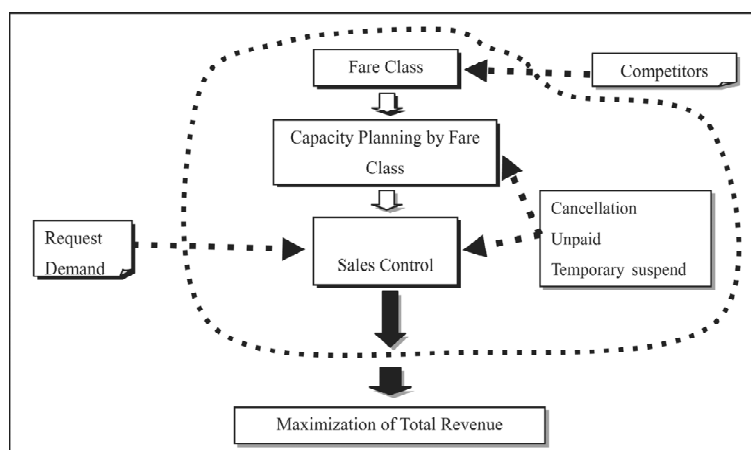 Fare Class
Competitors
Capacity Planning by Fare
Class
Cancellation
Unpaid
Temporary suspend
Request
Demand
Sales Control
Maximization of Total Revenue